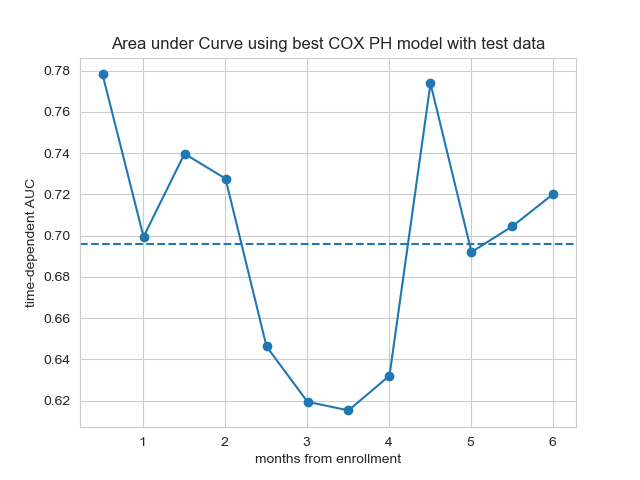 Area under Curve using best COX PH model with test data
0.78
0.76
0.74
0.72
0.70
0.68
0.66
0.64
0.62
time-dependent AUC
1 2 3 4 5 6
months from enrollment